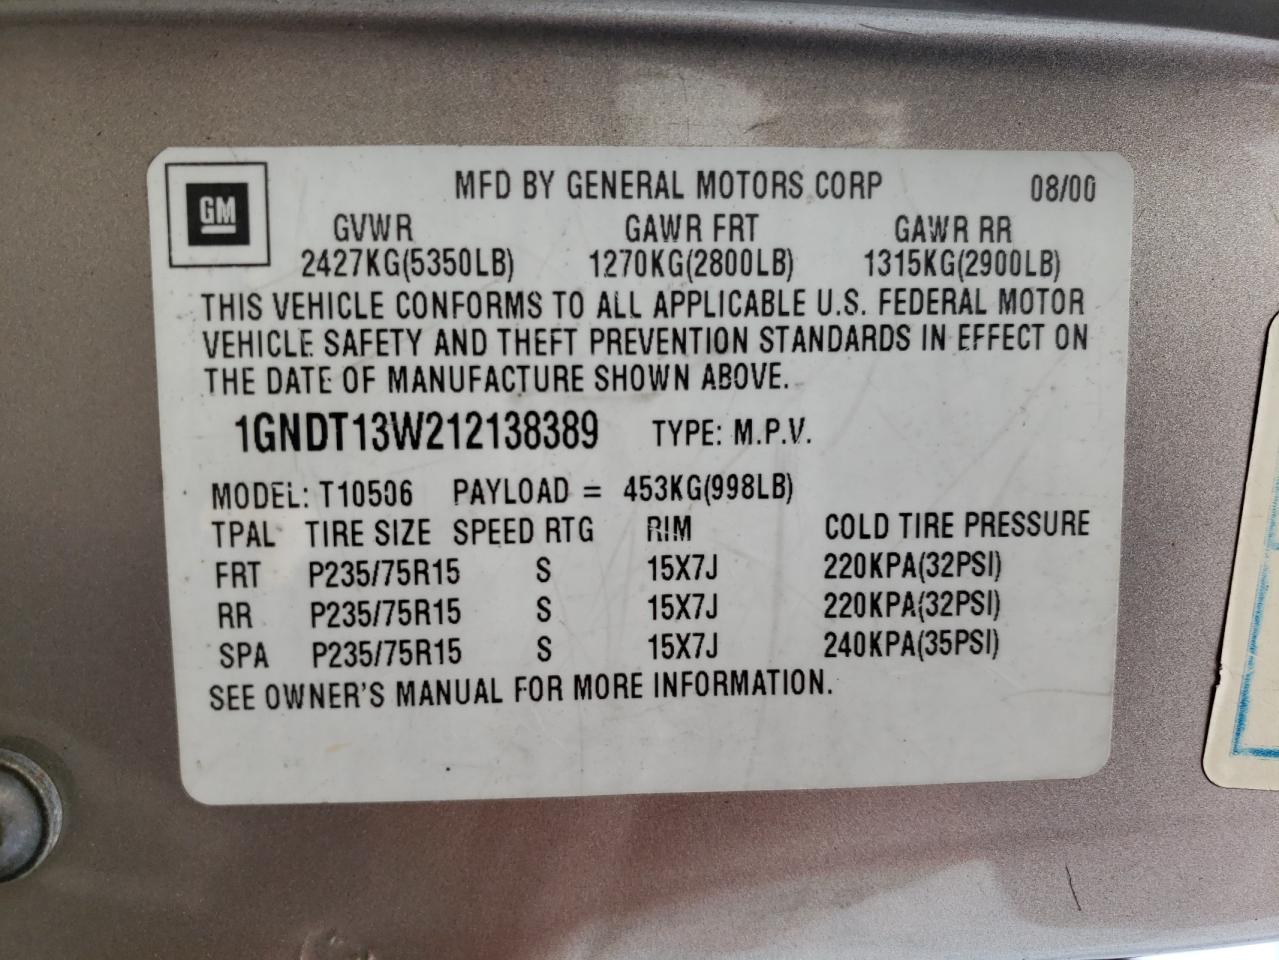 GM
MFD BY GENERAL MOTORS CORP 08/00
GVWR GAWR FRT GAWR RR
2427KG(5350LB) 1270KG(2800LB) 1315KG(2900LB)
THIS VEHICLE CONFORMS TO ALL APPLICABLE U.S. FEDERAL MOTOR
VEHICLE SAFETY AND THEFT PREVENTION STANDARDS IN EFFECT ON
THE DATE OF MANUFACTURE SHOWN ABOVE.
1GNDT13W212138389 TYPE: M.P.V.
MODEL: T10506 PAYLOAD = 453KG(998LB)
TPAL TIRE SIZE SPEED RTG RIM COLD TIRE PRESSURE
FRT P235/75R15 S 15X7J 220KPA(32PSI)
RR P235/75R15 S 15X7J 220KPA(32PSI)
SPA P235/75R15 S 15X7J 240KPA(35PSI)
SEE OWNER'S MANUAL FOR MORE INFORMATION.